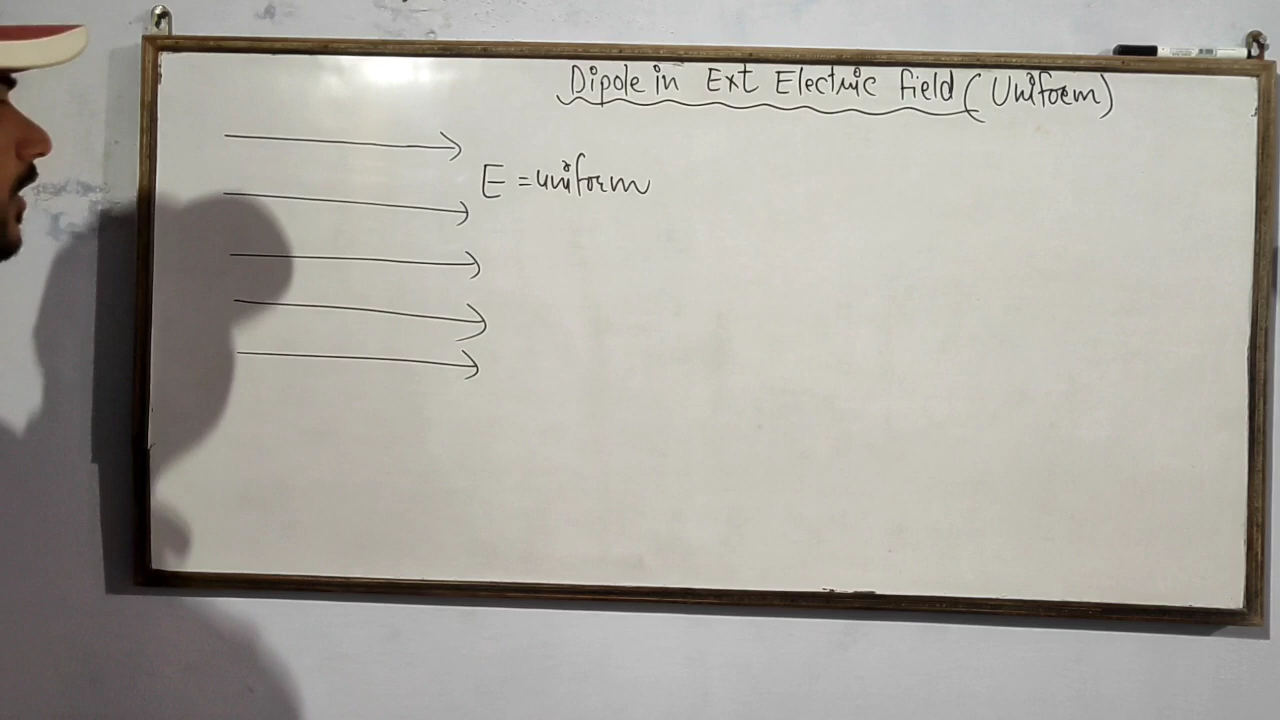 Dipole in Ext Electric field (Uniform)
E = uniform